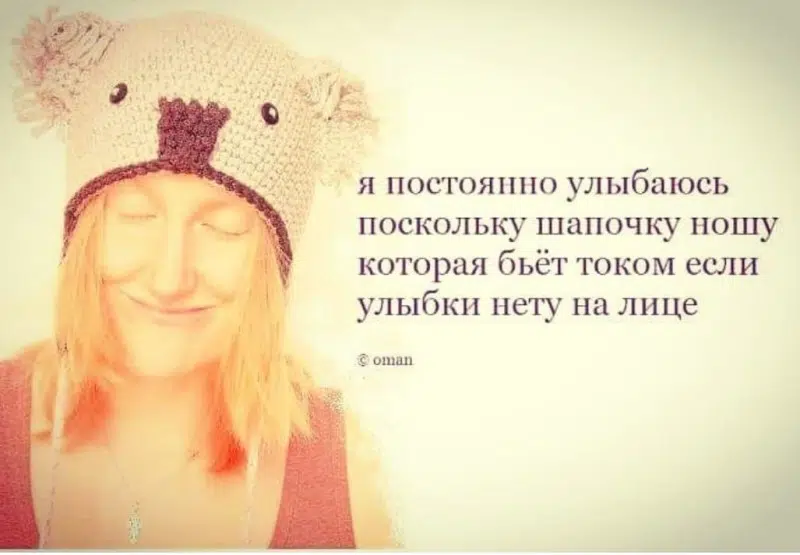 я постоянно улыбаюсь
поскольку шапочку ношу
которая бьёт током если
улыбки нету на лице
© oman